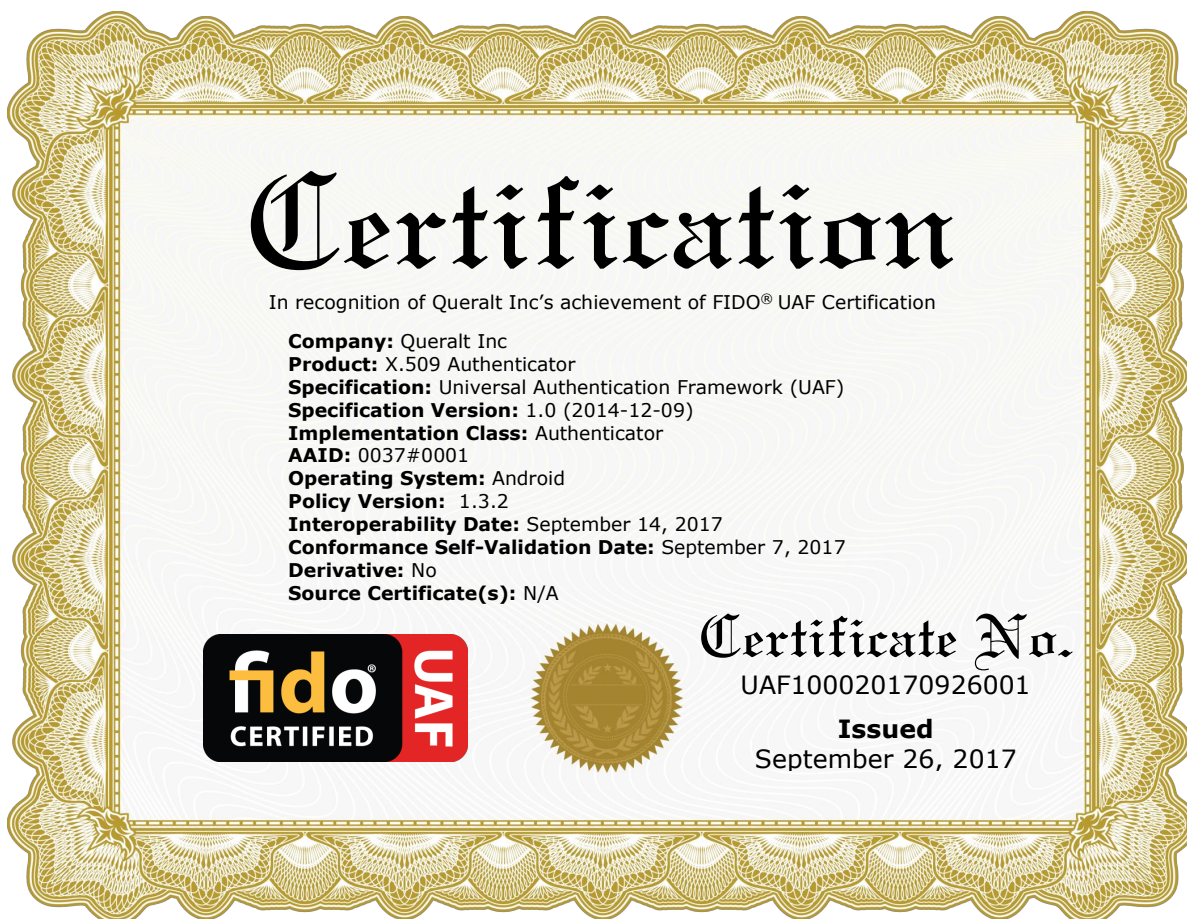 Certification
In recognition of Queralt Inc's achievement of FIDO® UAF Certification
Company: Queralt Inc
Product: X.509 Authenticator
Specification: Universal Authentication Framework (UAF)
Specification Version: 1.0 (2014-12-09)
Implementation Class: Authenticator
AAID: 0037#0001
Operating System: Android
Policy Version:  1.3.2
Interoperability Date: September 14, 2017
Conformance Self-Validation Date: September 7, 2017
Derivative: No
Source Certificate(s): N/A
fido®
CERTIFIED
UAF
Certificate No.
UAF100020170926001
Issued
September 26, 2017